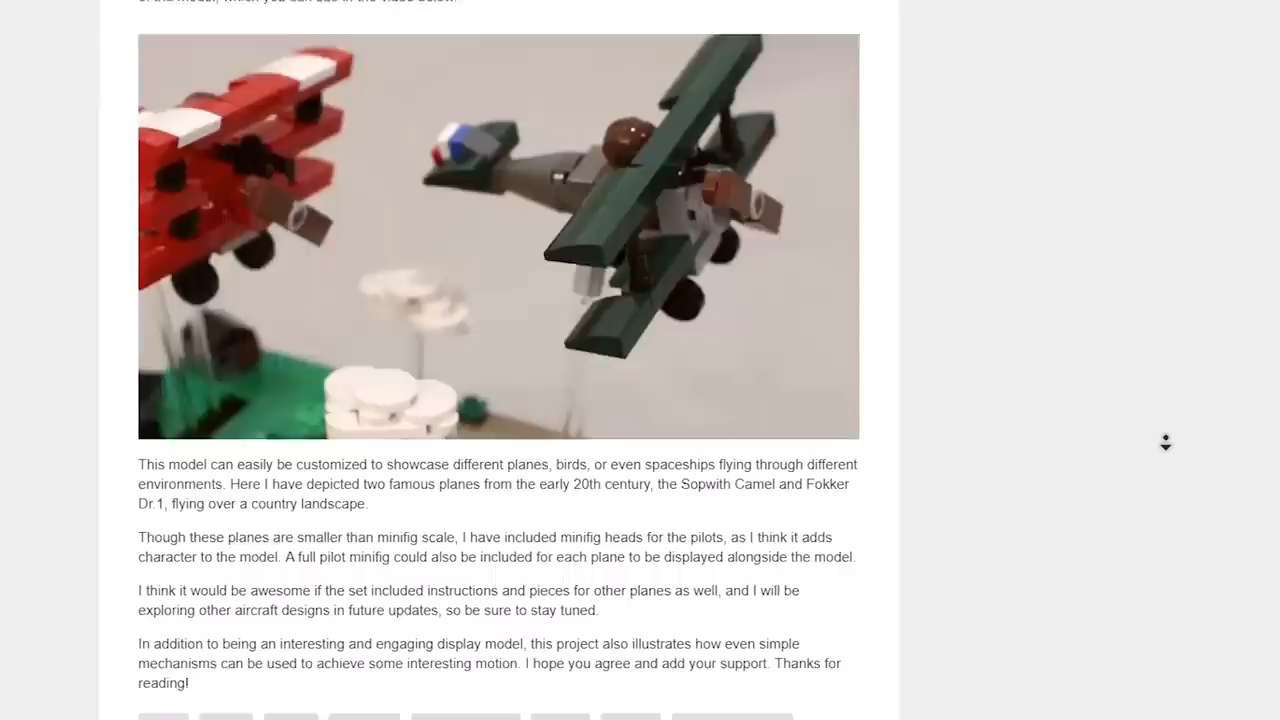 This model can easily be customized to showcase different planes, birds, or even spaceships flying through different
environments. Here I have depicted two famous planes from the early 20th century, the Sopwith Camel and Fokker
Dr.1, flying over a country landscape.
Though these planes are smaller than minifig scale, I have included minifig heads for the pilots, as I think it adds
character to the model. A full pilot minifig could also be included for each plane to be displayed alongside the model.
I think it would be awesome if the set included instructions and pieces for other planes as well, and I will be
exploring other aircraft designs in future updates, so be sure to stay tuned.
In addition to being an interesting and engaging display model, this project also illustrates how even simple
mechanisms can be used to achieve some interesting motion. I hope you agree and add your support. Thanks for
reading!